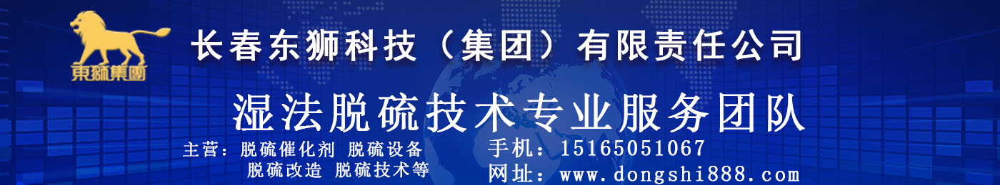 東獅集團
长春东狮科技（集团）有限责任公司
湿法脱硫技术专业服务团队
主营：脱硫催化剂 脱硫设备
脱硫改造 脱硫技术等
手机：15165051067
网址：www.dongshi888.com